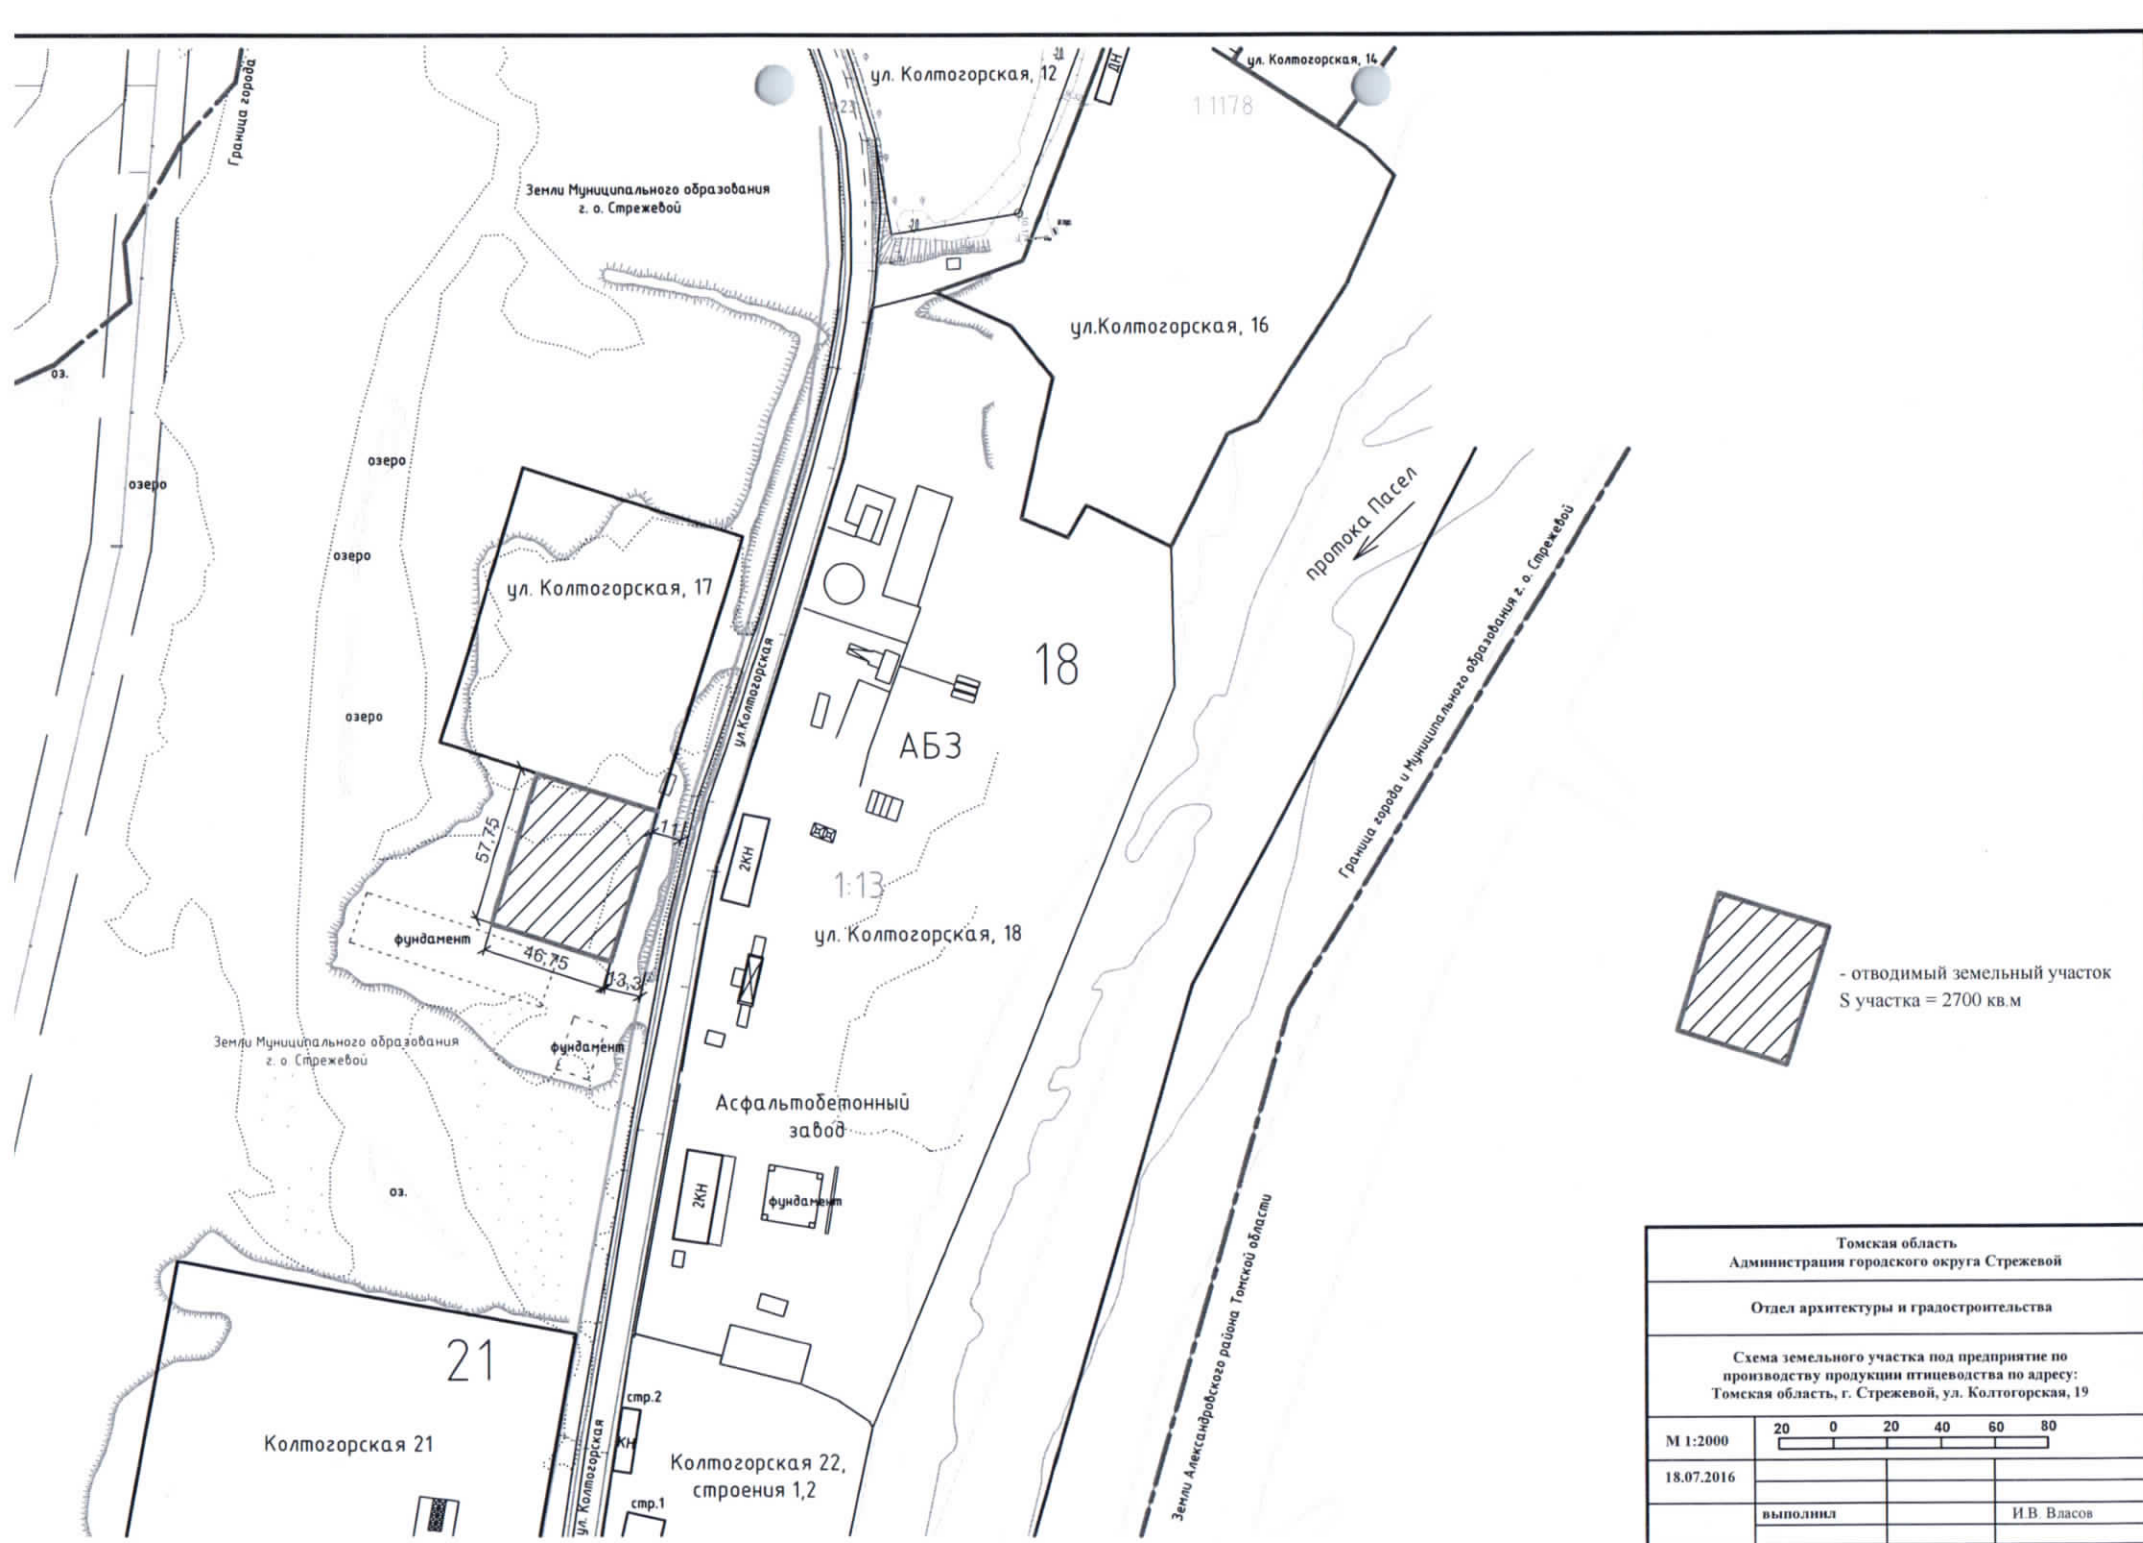 ул. Колтогорская, 12
ДН
ул. Колтогорская, 14
1 1178
23
Граница города
Земли Муниципального образования
г. о. Стрежевой
ул.Колтогорская, 16
оз.
озеро
озеро
озеро
озеро
протока Пасел
ул. Колтогорская, 17
ул.Колтогорская
18
АБЗ
Граница города и Муниципального образования г. о. Стрежевой
57,75
11
2КН
1:13
ул. Колтогорская, 18
фундамент
46,75
13,3
- отводимый земельный участок
S участка = 2700 кв.м
Земли Муниципального образования
г. о. Стрежевой
фундамент
Асфальтобетонный
завод
оз.
2КН
фундамент
Земли Александровского района Томской области
21
Колтогорская 21
стр.2
КН
ул. Колтогорская
Колтогорская 22,
строения 1,2
стр.1
Томская область
Администрация городского округа Стрежевой
Отдел архитектуры и градостроительства
Схема земельного участка под предприятие по
производству продукции птицеводства по адресу:
Томская область, г. Стрежевой, ул. Колтогорская, 19
М 1:2000
20 0 20 40 60 80
18.07.2016
выполнил И.В. Власов